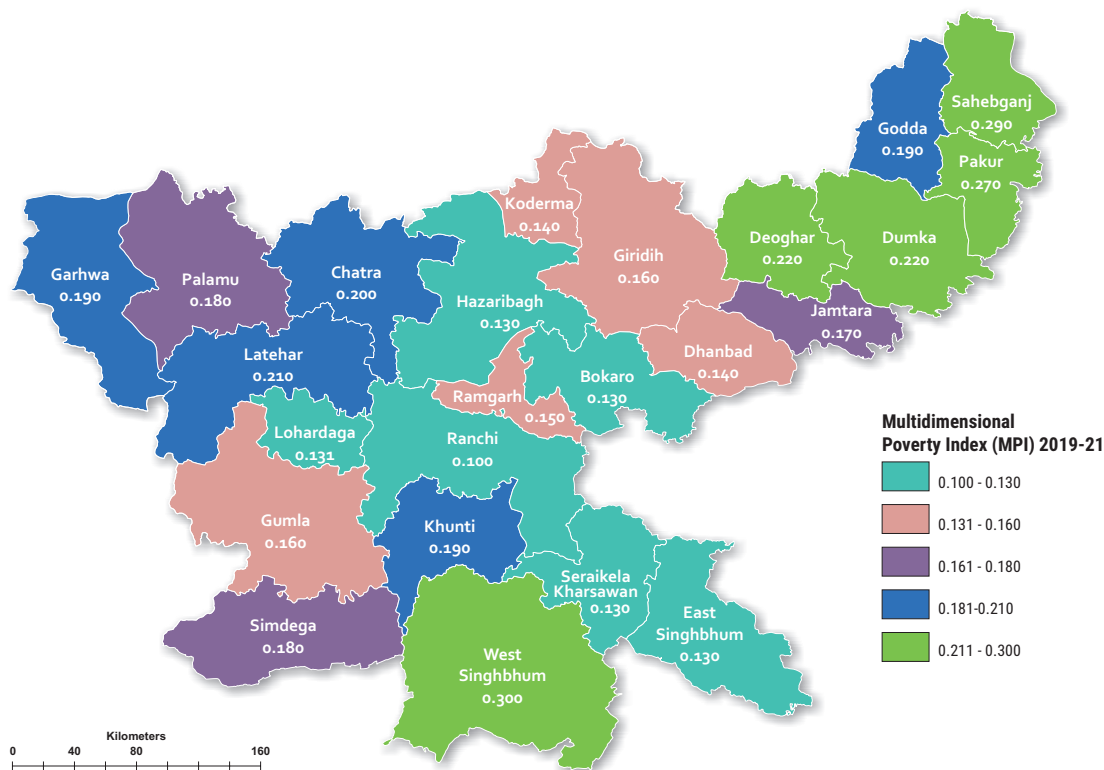 Sahebganj
0.290
Godda
0.190
Pakur
0.270
Koderma
0.140
Giridih
0.160
Deoghar
0.220
Dumka
0.220
Garhwa
0.190
Palamu
0.180
Chatra
0.200
Hazaribagh
0.130
Jamtara
0.170
Latehar
0.210
Dhanbad
0.140
Bokaro
0.130
Ramgarh
0.150
Lohardaga
0.131
Ranchi
0.100
Gumla
0.160
Khunti
0.190
Seraikela
Kharsawan
0.130
East
Singhbhum
0.130
Simdega
0.180
West
Singhbhum
0.300
Multidimensional
Poverty Index (MPI) 2019-21
0.100 - 0.130
0.131 - 0.160
0.161 - 0.180
0.181-0.210
0.211 - 0.300
Kilometers
0 40 80 160